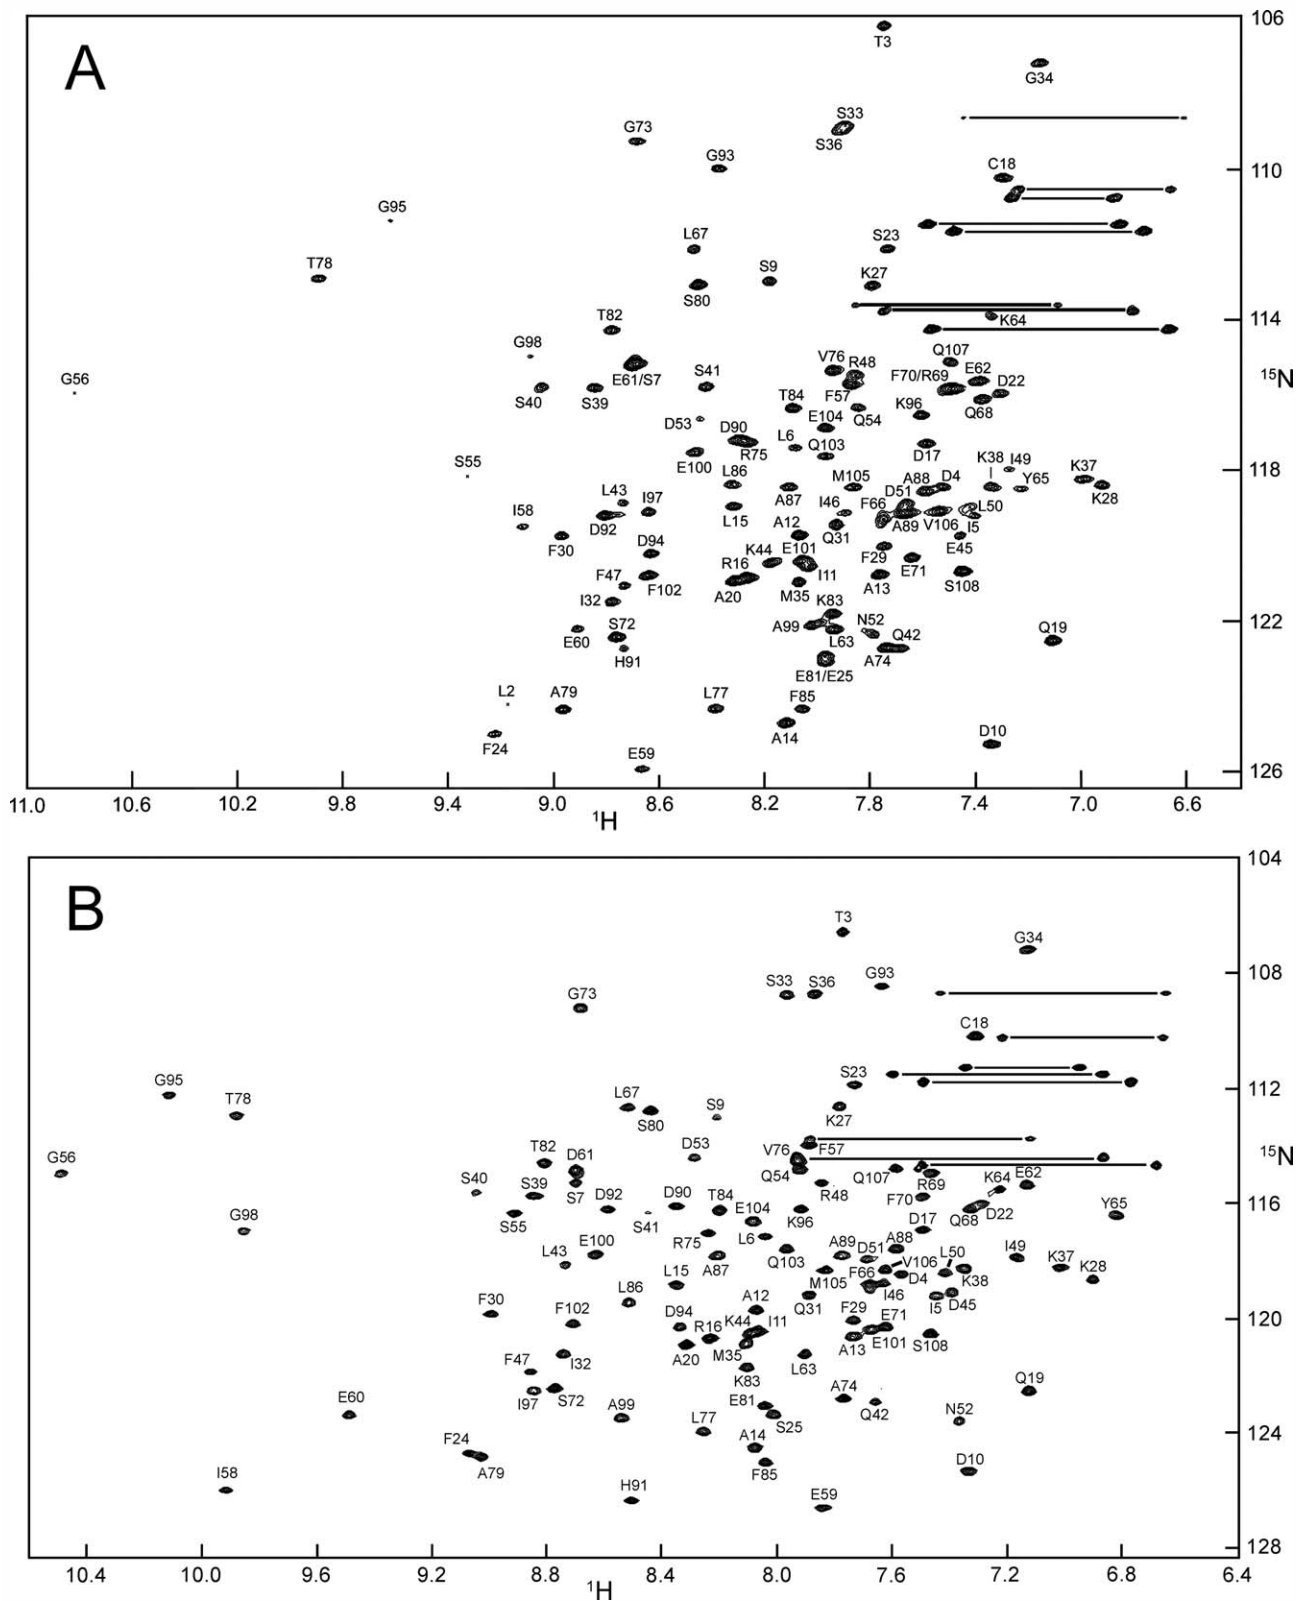 A
106
T3
G34
S33
G73
S36
G93
C18
110
G95
L67
S23
T78
S9
K27
S80
T82
K64
114
G98
V76
R48
Q107
E62
G56
E61/S7
S41
F70/R69
D22
15N
S40
S39
T84
F57
Q54
K96
Q68
D53
D90
L6
E104
Q103
D17
K38
I49
S55
E100
R75
L86
M105
A88
D4
Y65
K37
118
L43
I97
A87
I46
F66
D51
K28
I58
D92
L15
A12
Q31
A89
V106
L50
I5
F30
D94
R16
K44
E101
F29
E71
E45
F47
F102
A20
M35
I11
A13
S108
I32
S72
K83
N52
122
E60
H91
A99
L63
Q42
Q19
A74
E81/E25
L2
A79
L77
F85
D10
F24
A14
E59
126
11.0 10.6 10.2 9.8 9.4 9.0 8.6 8.2 7.8 7.4 7.0 6.6
1H
B
104
T3
G34
S33 S36 G93
108
G73
C18
G95
T78
L67
S9
S23
112
S80
K27
G56
T82
D61
D53
V76
F57
15N
S40
S39
S7
D92
D90
T84
Q54
R48
Q107
R69
K64
E62
G98
S55
S41
E104
K96
F70
Q68
D22
Y65
116
L43
E100
R75
L6
Q103
A89
D51
D17
A88
V106
L50
I49
K37
K28
A87
L86
L15
M105
F66
D4
K38
F30
F102
D94
A12
Q31
F29
I46
E71
I5
D45
120
R16
K44
I11
F47
I32
A20
M35
L63
A13
E101
S108
I97
S72
K83
A74
Q19
E60
A99
E81
S25
Q42
N52
F24
L77
A14
124
A79
F85
D10
I58
H91
E59
128
10.4 10.0 9.6 9.2 8.8 8.4 8.0 7.6 7.2 6.8 6.4
1H